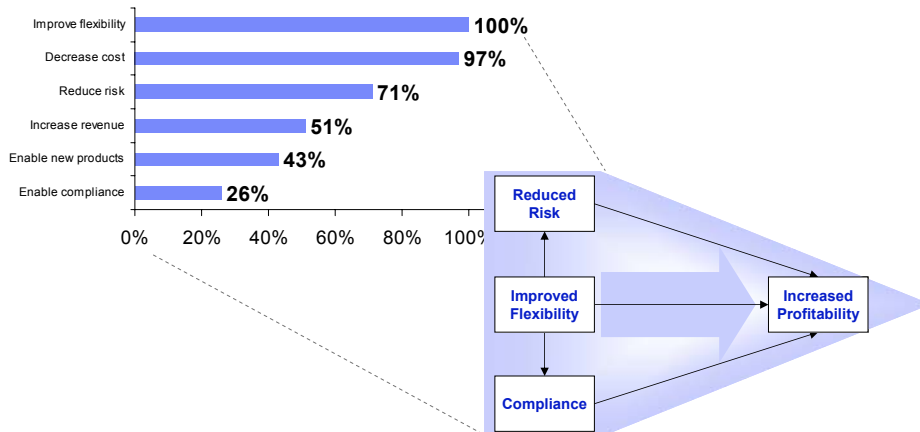 Improve flexibility
100%
Decrease cost
97%
Reduce risk
71%
Increase revenue
51%
Enable new products
43%
Enable compliance
26%
0%
20%
40%
60%
80%
100%
Reduced
Risk
Improved
Flexibility
Increased
Profitability
Compliance